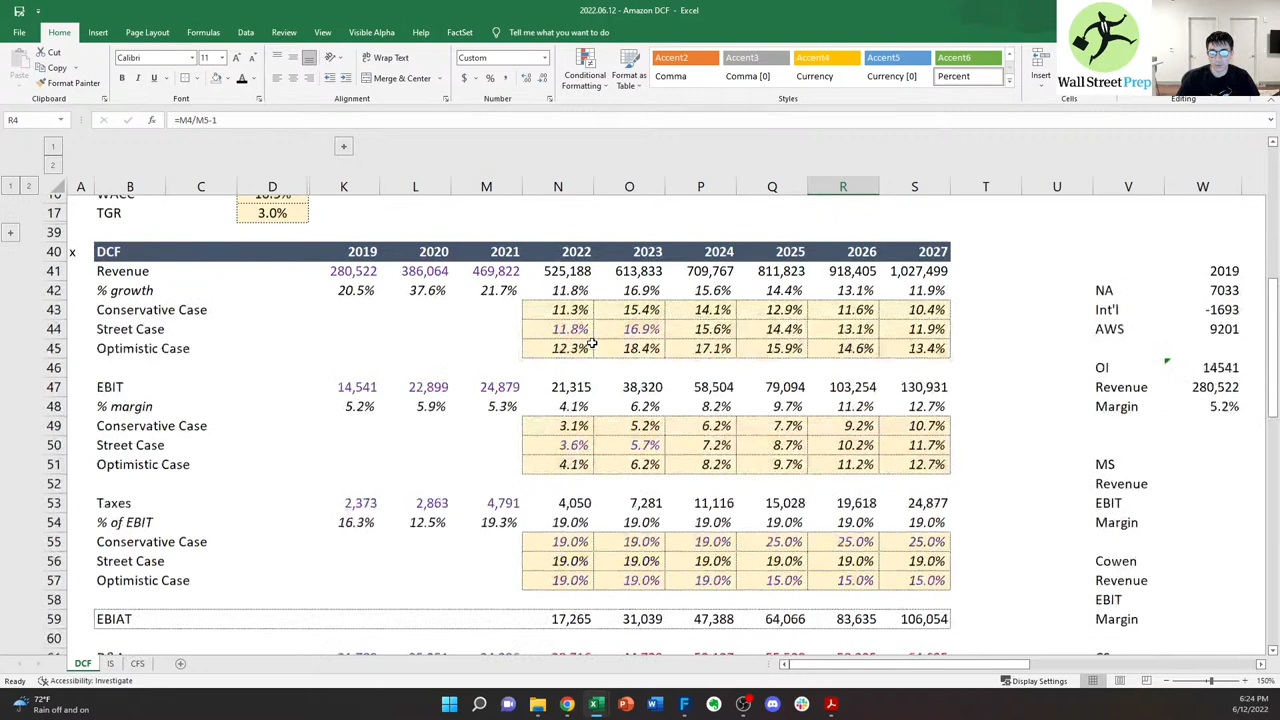 2022.06.12 - Amazon DCF - Excel
File Home Insert Page Layout Formulas Data Review View Automate Visible Alpha Help FactSet Tell me what you want to do
Cut
Copy
Paste
Format Painter
Calibri 11
Wrap Text
Merge & Center
Custom
Conditional Formatting
Format as Table
Accent2 Accent3 Accent4 Accent5 Accent6
Comma Comma [0] Currency Currency [0] Percent
Insert
Wall Street Prep
Clipboard Font Alignment Number Styles Cells Editing
R4 =M4/M5-1
1
2
1 2 A B C D K L M N O P Q R S T U V W
17 TGR 3.0%
39
40 x DCF 2019 2020 2021 2022 2023 2024 2025 2026 2027
41 Revenue 280,522 386,064 469,822 525,188 613,833 709,767 811,823 918,405 1,027,499 2019
42 % growth 20.5% 37.6% 21.7% 11.8% 16.9% 15.6% 14.4% 13.1% 11.9% NA 7033
43 Conservative Case 11.3% 15.4% 14.1% 12.9% 11.6% 10.4% Int'l -1693
44 Street Case 11.8% 16.9% 15.6% 14.4% 13.1% 11.9% AWS 9201
45 Optimistic Case 12.3% 18.4% 17.1% 15.9% 14.6% 13.4%
46 OI 14541
47 EBIT 14,541 22,899 24,879 21,315 38,320 58,504 79,094 103,254 130,931 Revenue 280,522
48 % margin 5.2% 5.9% 5.3% 4.1% 6.2% 8.2% 9.7% 11.2% 12.7% Margin 5.2%
49 Conservative Case 3.1% 5.2% 6.2% 7.7% 9.2% 10.7%
50 Street Case 3.6% 5.7% 7.2% 8.7% 10.2% 11.7%
51 Optimistic Case 4.1% 6.2% 8.2% 9.7% 11.2% 12.7% MS
52 Revenue
53 Taxes 2,373 2,863 4,791 4,050 7,281 11,116 15,028 19,618 24,877 EBIT
54 % of EBIT 16.3% 12.5% 19.3% 19.0% 19.0% 19.0% 19.0% 19.0% 19.0% Margin
55 Conservative Case 19.0% 19.0% 19.0% 25.0% 25.0% 25.0%
56 Street Case 19.0% 19.0% 19.0% 19.0% 19.0% 19.0% Cowen
57 Optimistic Case 19.0% 19.0% 19.0% 15.0% 15.0% 15.0% Revenue
58 EBIT
59 EBIAT 17,265 31,039 47,388 64,066 83,635 106,054 Margin
60
DCF IS CFS
Ready Accessibility: Investigate Display Settings 150%
72°F
Rain off and on
6:24 PM
6/12/2022